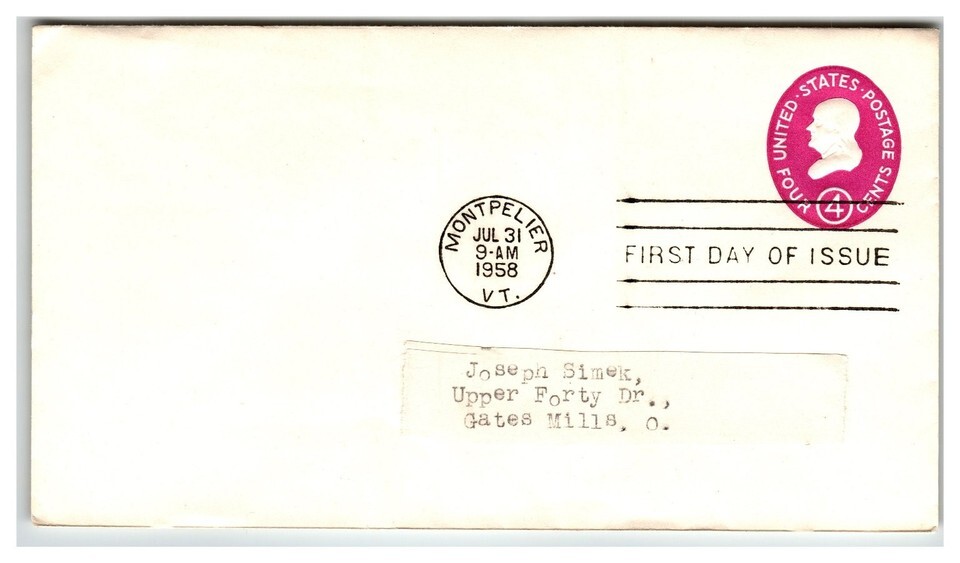 UNITED · STATES · POSTAGE
FOUR CENTS
4
MONTPELIER
JUL 31
9-AM
1958
VT.
FIRST DAY OF ISSUE
Joseph Simek,
Upper Forty Dr.,
Gates Mills, O.